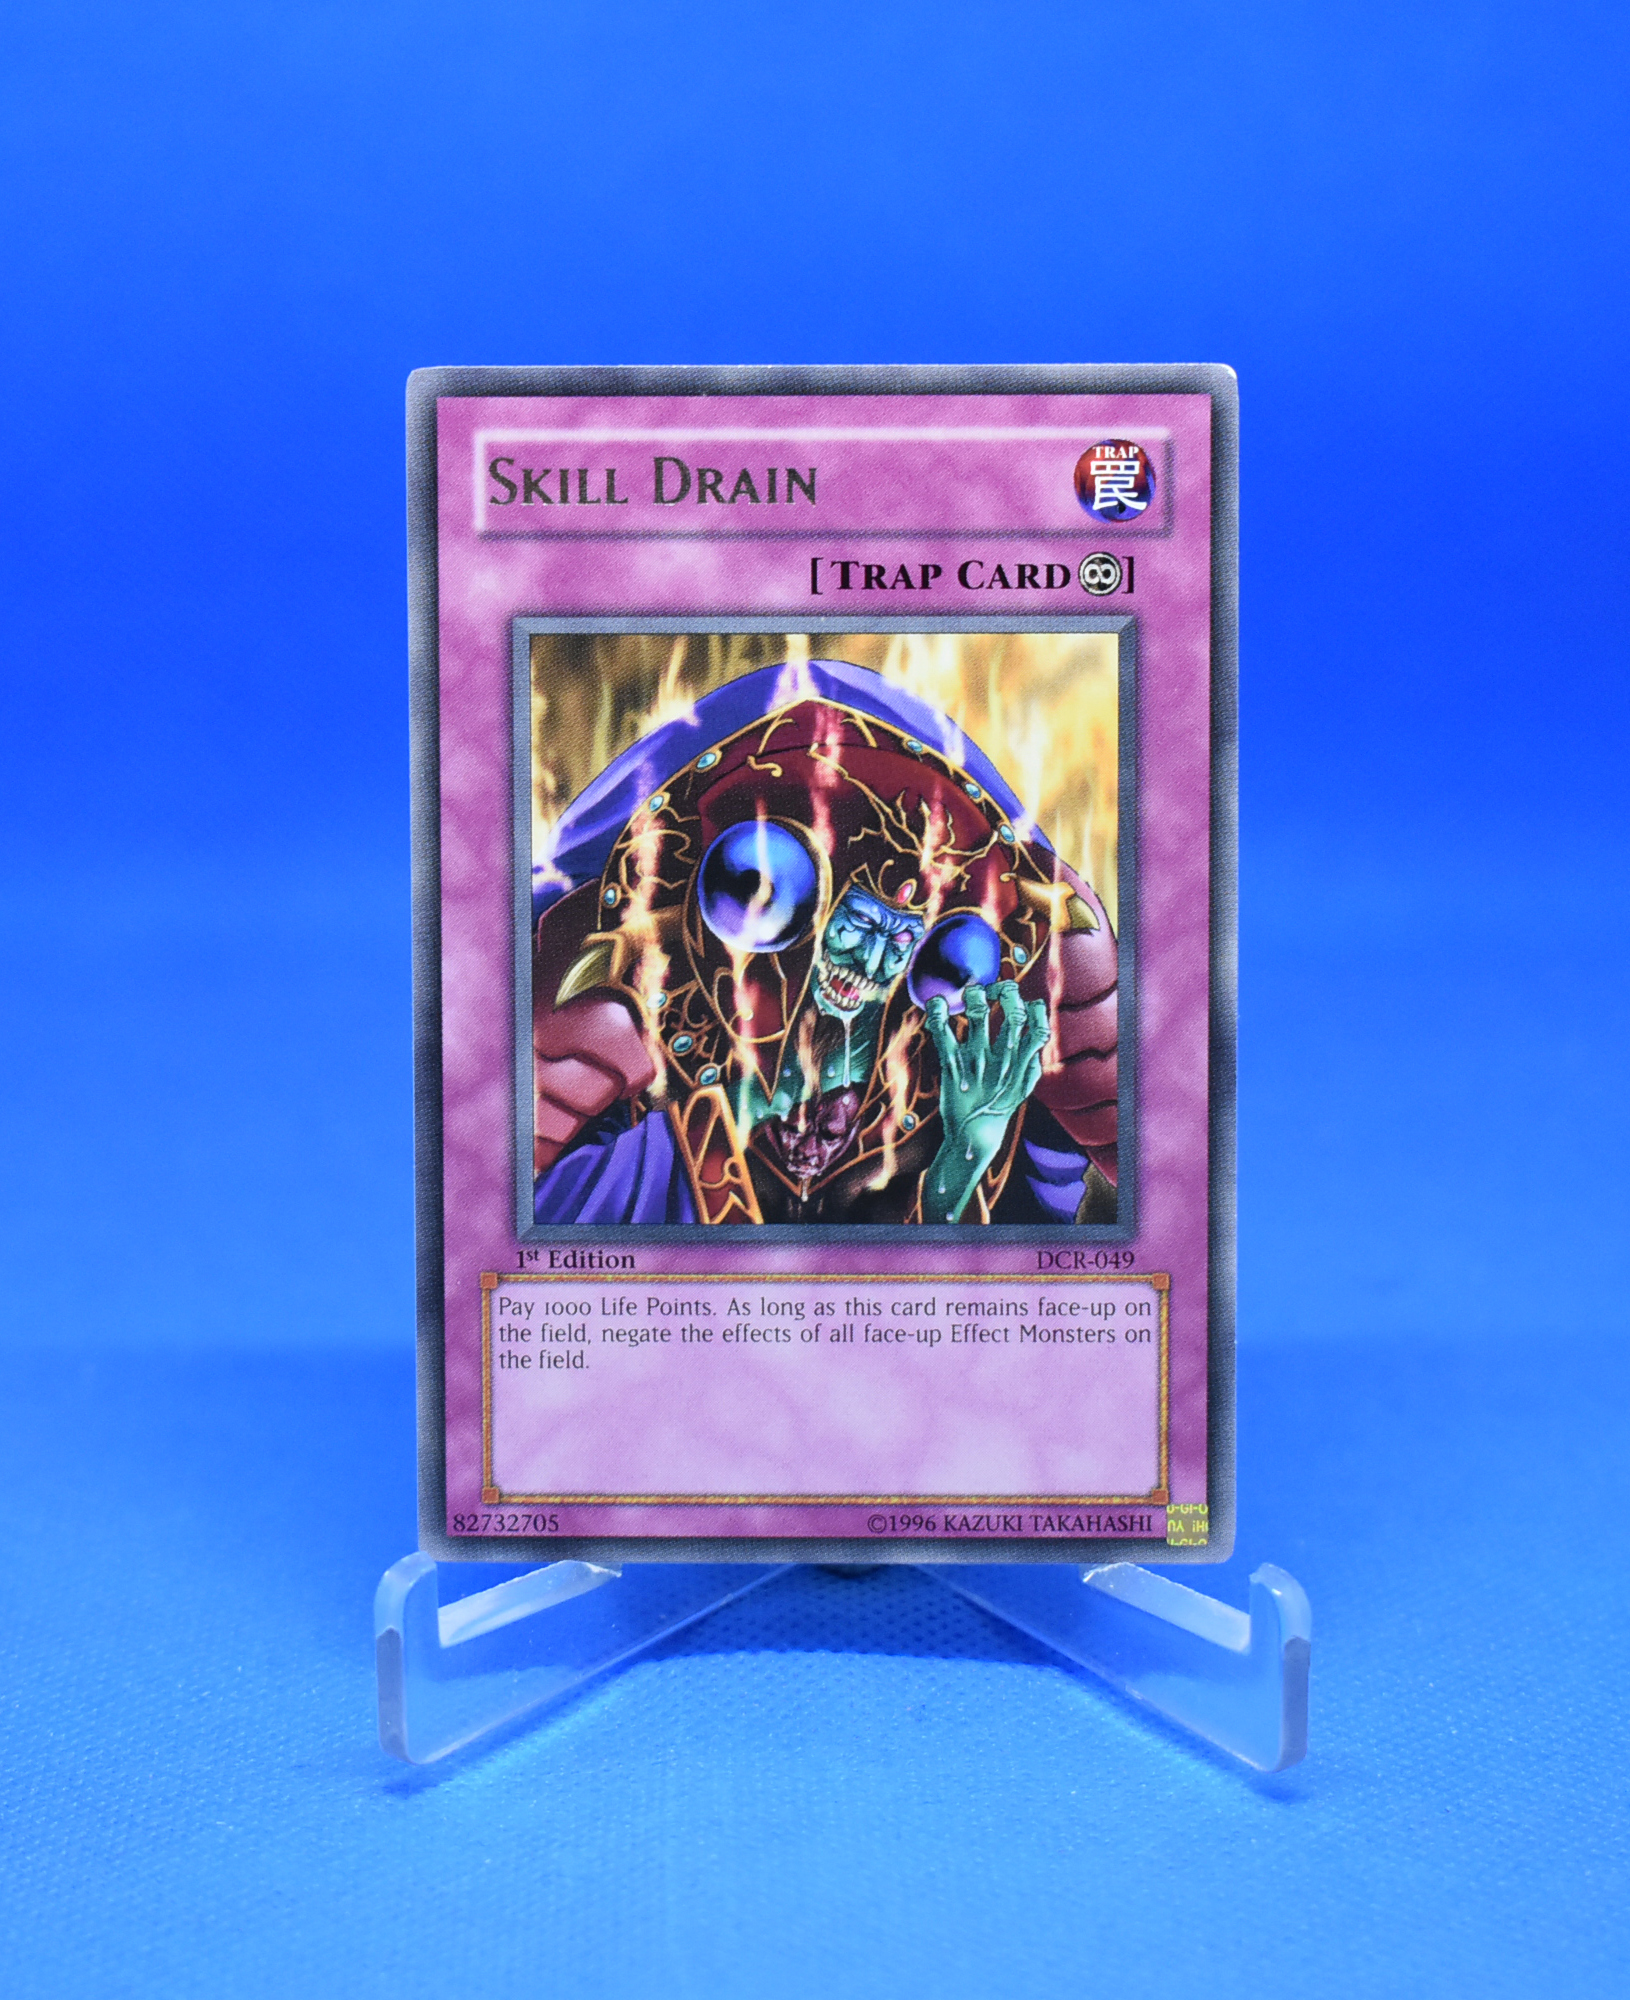 Skill Drain
TRAP
罠
[Trap Card]
1st Edition
DCR-049
Pay 1000 Life Points. As long as this card remains face-up on
the field, negate the effects of all face-up Effect Monsters on
the field.
82732705
©1996 KAZUKI TAKAHASHI